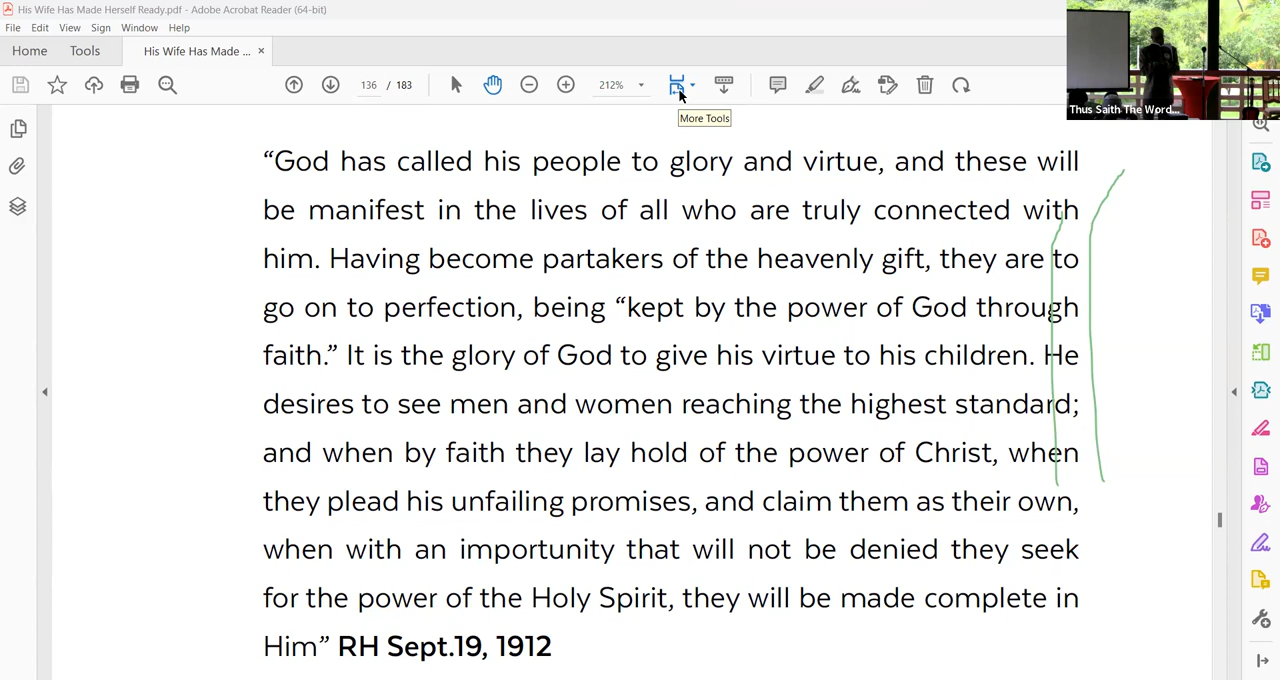 His Wife Has Made Herself Ready.pdf - Adobe Acrobat Reader (64-bit)
File Edit View Sign Window Help
Home Tools His Wife Has Made ... ×
136 / 183 212%
More Tools
Thus Saith The Word...
“God has called his people to glory and virtue, and these will
be manifest in the lives of all who are truly connected with
him. Having become partakers of the heavenly gift, they are to
go on to perfection, being “kept by the power of God through
faith.” It is the glory of God to give his virtue to his children. He
desires to see men and women reaching the highest standard;
and when by faith they lay hold of the power of Christ, when
they plead his unfailing promises, and claim them as their own,
when with an importunity that will not be denied they seek
for the power of the Holy Spirit, they will be made complete in
Him” RH Sept.19, 1912